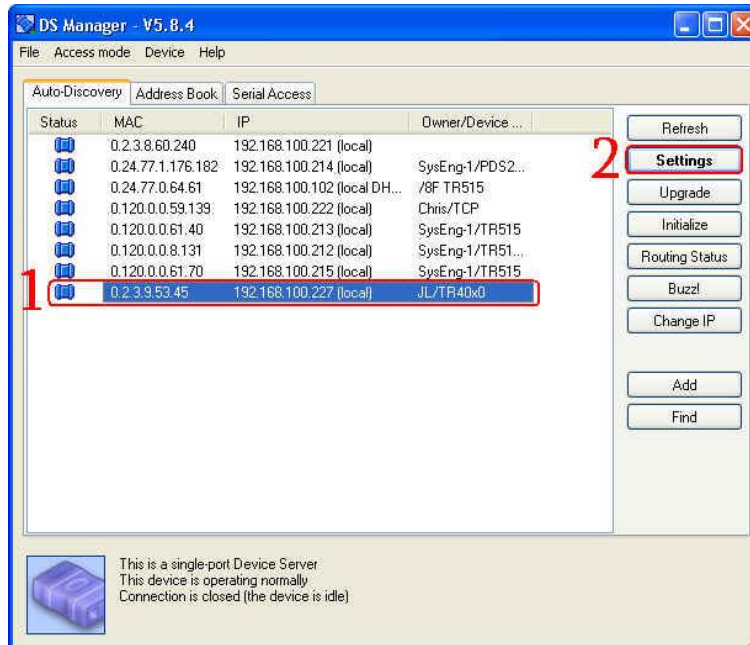 DS Manager - V5.8.4
File Access mode Device Help
Auto-Discovery Address Book Serial Access
Status MAC IP Owner/Device ...
0.2.3.8.60.240 192.168.100.221 (local)
0.24.77.1.176.182 192.168.100.214 (local) SysEng-1/PDS2...
0.24.77.0.64.61 192.168.100.102 (local DH... /8F TR515
0.120.0.0.59.139 192.168.100.222 (local) Chris/TCP
0.120.0.0.61.40 192.168.100.213 (local) SysEng-1/TR515
0.120.0.0.8.131 192.168.100.212 (local) SysEng-1/TR51...
0.120.0.0.61.70 192.168.100.215 (local) SysEng-1/TR515
1 0.2.3.9.53.45 192.168.100.227 (local) JL/TR40x0
Refresh
2 Settings
Upgrade
Initialize
Routing Status
Buzz!
Change IP
Add
Find
This is a single-port Device Server
This device is operating normally
Connection is closed (the device is idle)